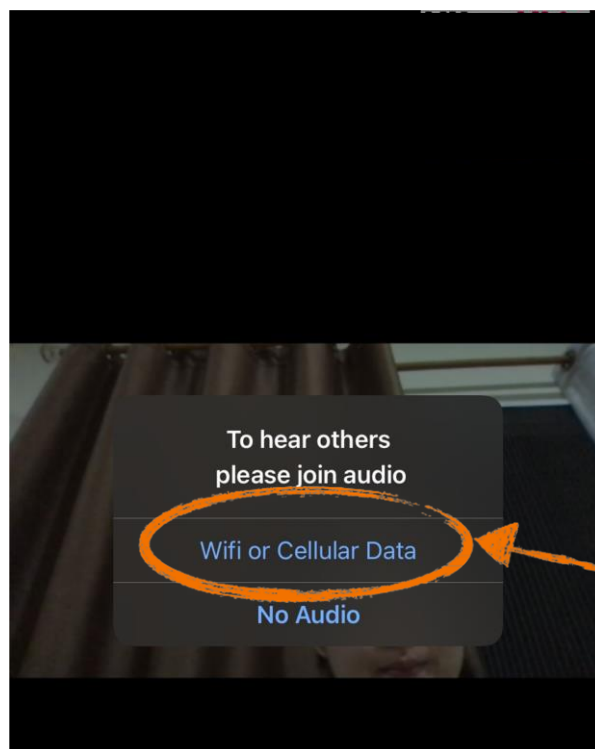 To hear others
please join audio
Wifi or Cellular Data
No Audio